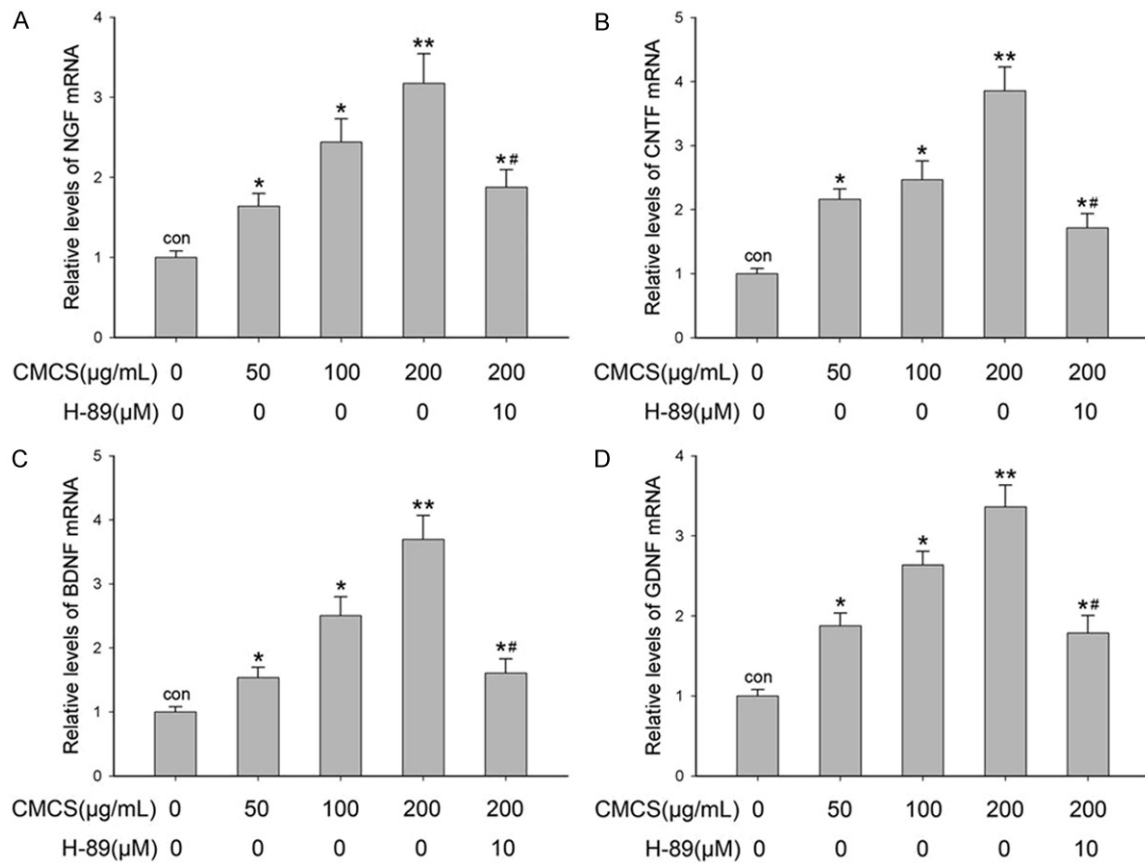 A
Relative levels of NGF mRNA
4
3
2
1
0
con
*
*
**
*#
CMCS(µg/mL) 0 50 100 200 200
H-89(µM) 0 0 0 0 10
B
Relative levels of CNTF mRNA
5
4
3
2
1
0
con
*
*
**
*#
CMCS(µg/mL) 0 50 100 200 200
H-89(µM) 0 0 0 0 10
C
Relative levels of BDNF mRNA
5
4
3
2
1
0
con
*
*
**
*#
CMCS(µg/mL) 0 50 100 200 200
H-89(µM) 0 0 0 0 10
D
Relative levels of GDNF mRNA
4
3
2
1
0
con
*
*
**
*#
CMCS(µg/mL) 0 50 100 200 200
H-89(µM) 0 0 0 0 10